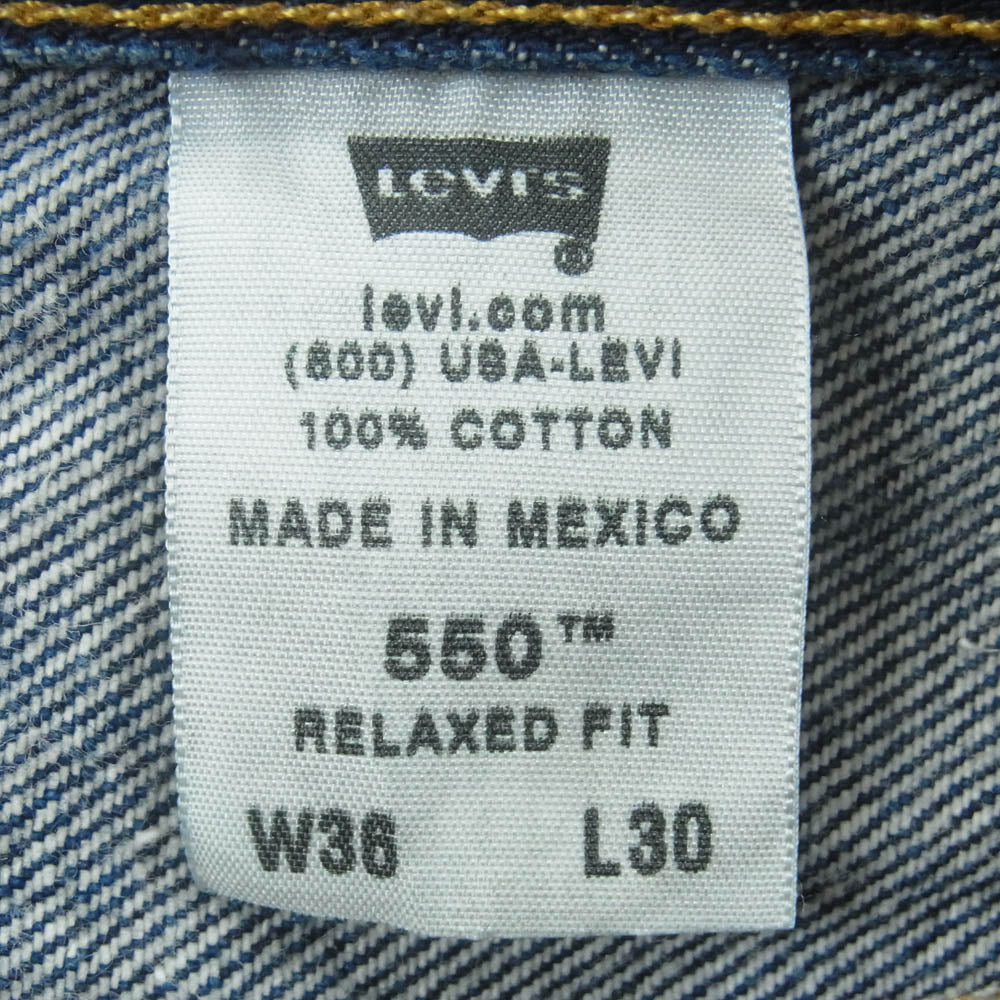 LEVI'S
®
levi.com
(800) USA-LEVI
100% COTTON
MADE IN MEXICO
550™
RELAXED FIT
W36 L30